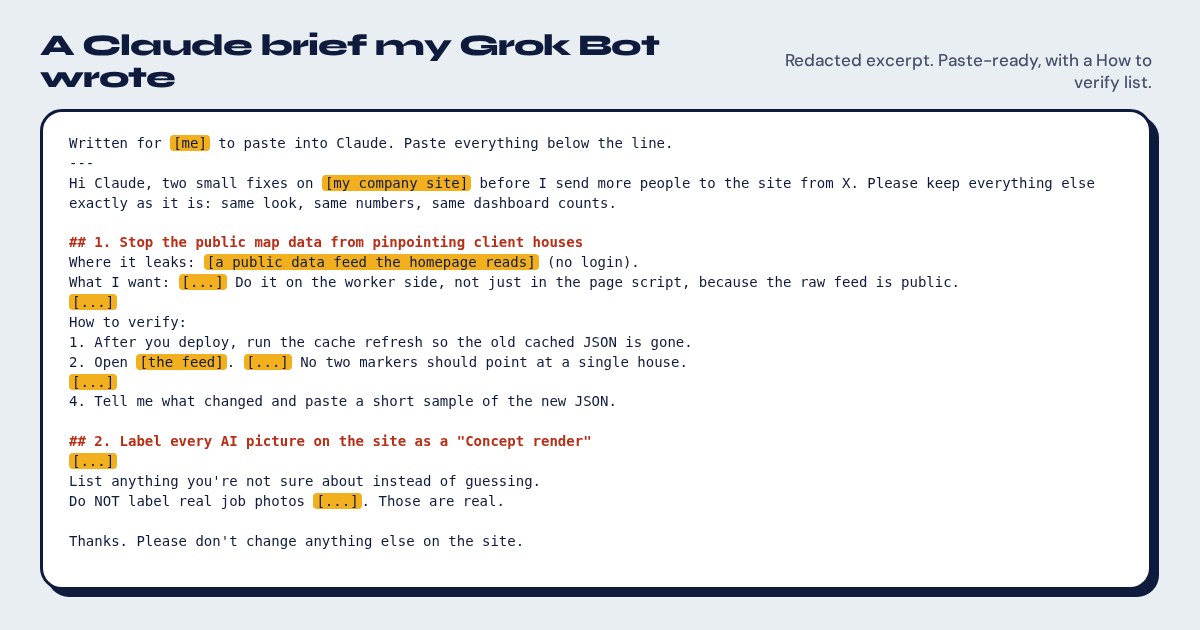 A Claude brief my Grok Bot
wrote
Redacted excerpt. Paste-ready, with a How to
verify list.
Written for [me] to paste into Claude. Paste everything below the line.
---
Hi Claude, two small fixes on [my company site] before I send more people to the site from X. Please keep everything else
exactly as it is: same look, same numbers, same dashboard counts.
## 1. Stop the public map data from pinpointing client houses
Where it leaks: [a public data feed the homepage reads] (no login).
What I want: [...] Do it on the worker side, not just in the page script, because the raw feed is public.
[...]
How to verify:
1. After you deploy, run the cache refresh so the old cached JSON is gone.
2. Open [the feed]. [...] No two markers should point at a single house.
[...]
4. Tell me what changed and paste a short sample of the new JSON.
## 2. Label every AI picture on the site as a "Concept render"
[...]
List anything you're not sure about instead of guessing.
Do NOT label real job photos [...]. Those are real.
Thanks. Please don't change anything else on the site.